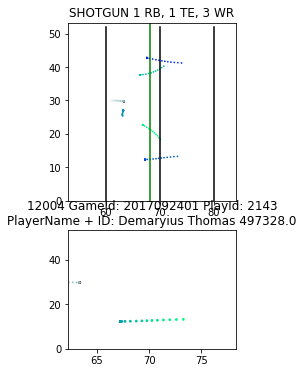 SHOTGUN 1 RB, 1 TE, 3 WR
50
40
30
20
10
0
60 70 80
12004 GameId: 2017092401 PlayId: 2143
PlayerName + ID: Demaryius Thomas 497328.0
40
20
0
65 70 75